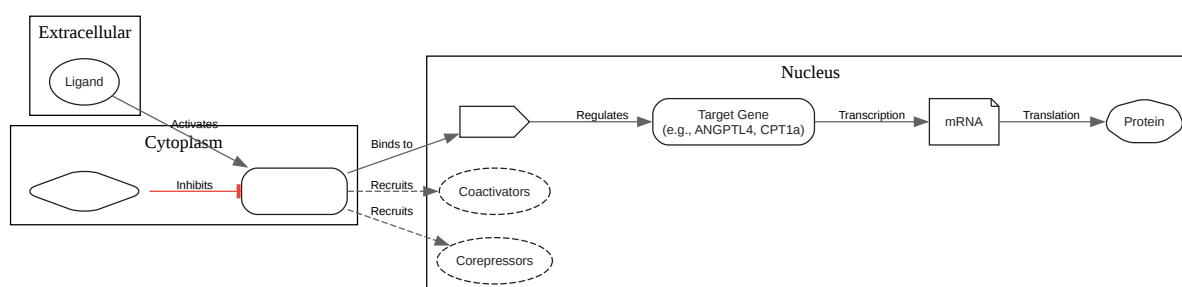 Extracellular
Ligand
Activates
Cytoplasm
Inhibits
Binds to
Recruits
Recruits
Nucleus
Regulates
Target Gene
(e.g., ANGPTL4, CPT1a)
Transcription
mRNA
Translation
Protein
Coactivators
Corepressors